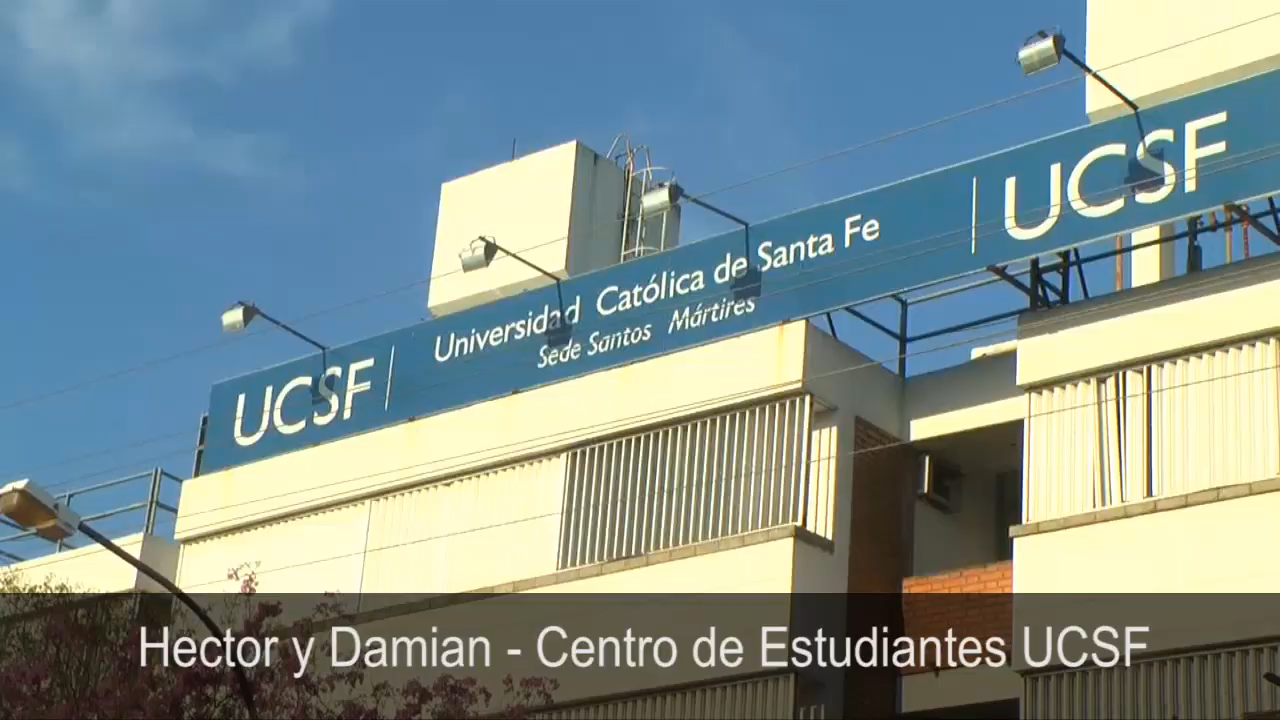 UCSF
Universidad Católica de Santa Fe
Sede Santos Mártires
UCSF
Hector y Damian - Centro de Estudiantes UCSF